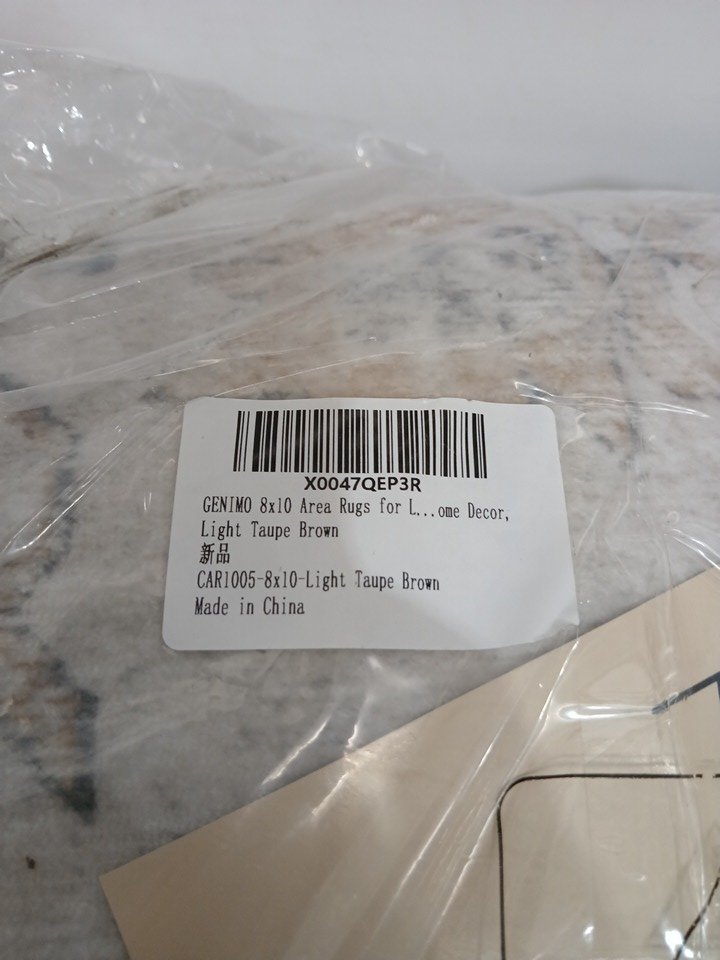 X0047QEP3R
GENIMO 8x10 Area Rugs for L...ome Decor,
Light Taupe Brown
新品
CAR1005-8x10-Light Taupe Brown
Made in China